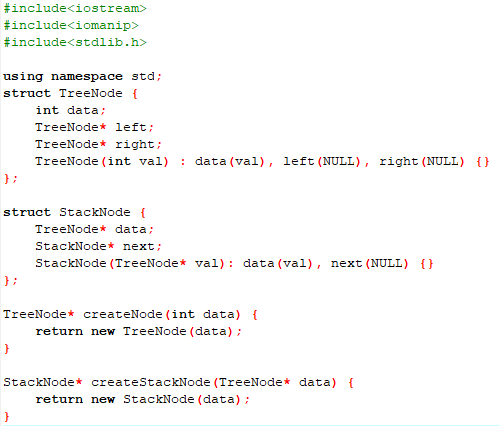 #include<iostream>
#include<iomanip>
#include<stdlib.h>
using namespace std;
struct TreeNode {
int data;
TreeNode* left;
TreeNode* right;
TreeNode(int val) : data(val), left(NULL), right(NULL) {}
};
struct StackNode {
TreeNode* data;
StackNode* next;
StackNode(TreeNode* val): data(val), next(NULL) {}
};
TreeNode* createNode(int data) {
return new TreeNode(data);
}
StackNode* createStackNode(TreeNode* data) {
return new StackNode(data);
}